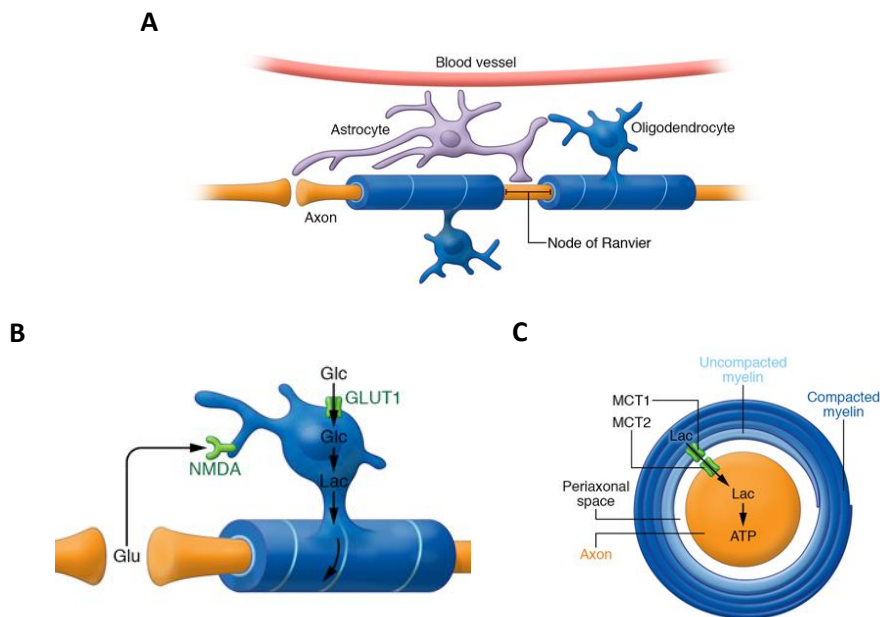 A
Blood vessel
Astrocyte
Oligodendrocyte
Axon
Node of Ranvier
B
Glc
GLUT1
Glc
NMDA
Lac
Glu
C
Uncompacted
myelin
MCT1
Compacted
myelin
MCT2
Lac
Periaxonal
space
Lac
ATP
Axon